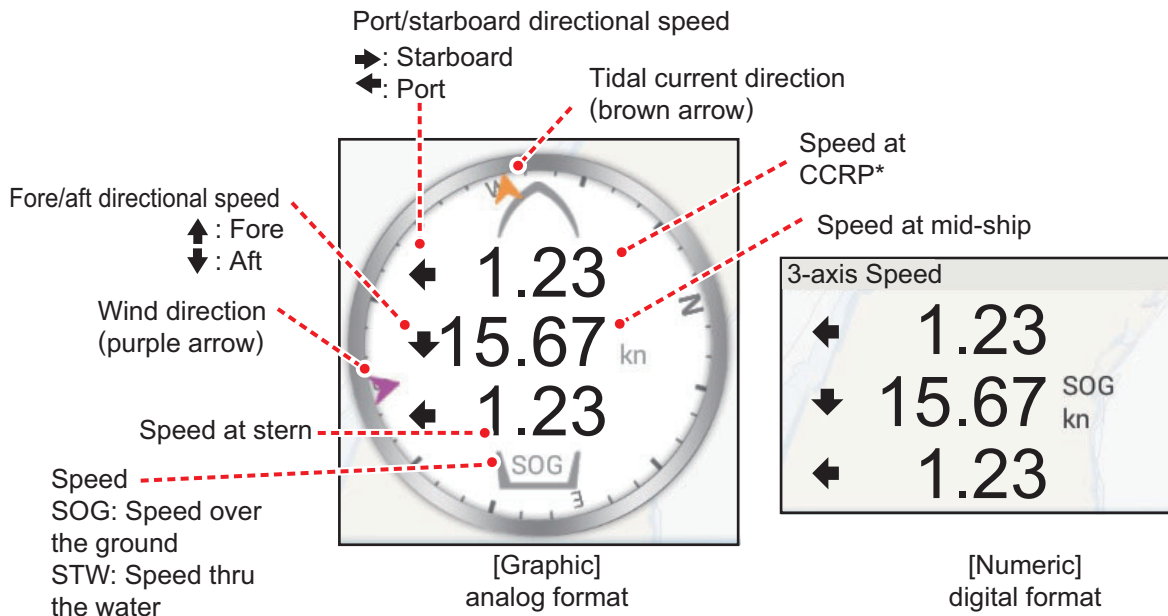 Port/starboard directional speed
➡: Starboard
⬅: Port
Tidal current direction
(brown arrow)
Speed at
CCRP*
Fore/aft directional speed
⬆: Fore
⬇: Aft
Speed at mid-ship
Wind direction
(purple arrow)
W
N
S
E
⬅ 1.23
⬇ 15.67 kn
⬅ 1.23
SOG
Speed at stern
Speed
SOG: Speed over
the ground
STW: Speed thru
the water
[Graphic]
analog format
3-axis Speed
⬅ 1.23
⬇ 15.67 SOG
kn
⬅ 1.23
[Numeric]
digital format